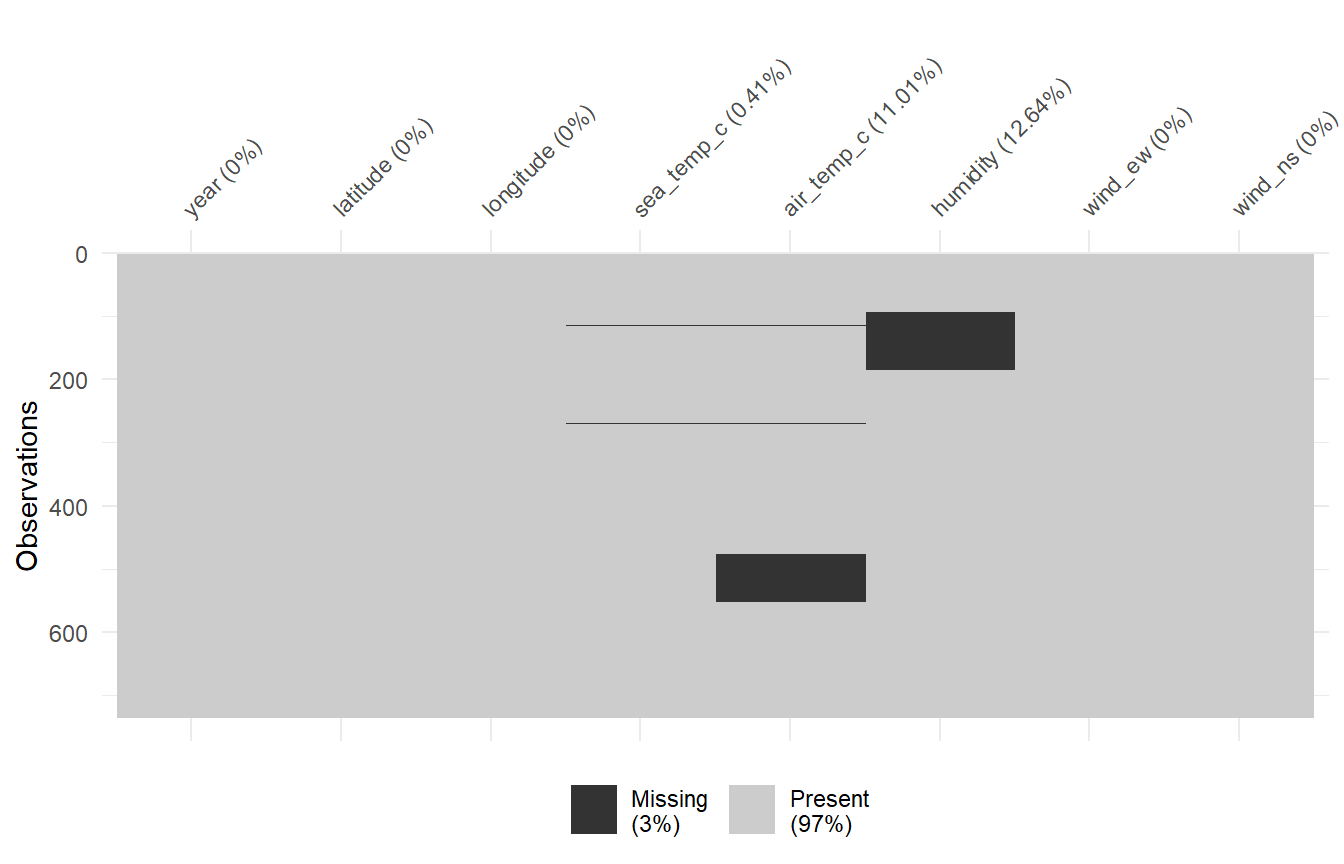 year (0%)
latitude (0%)
longitude (0%)
sea_temp_c (0.41%)
air_temp_c (11.01%)
humidity (12.64%)
wind_ew (0%)
wind_ns (0%)
0
200
400
600
Observations
Missing
(3%)
Present
(97%)